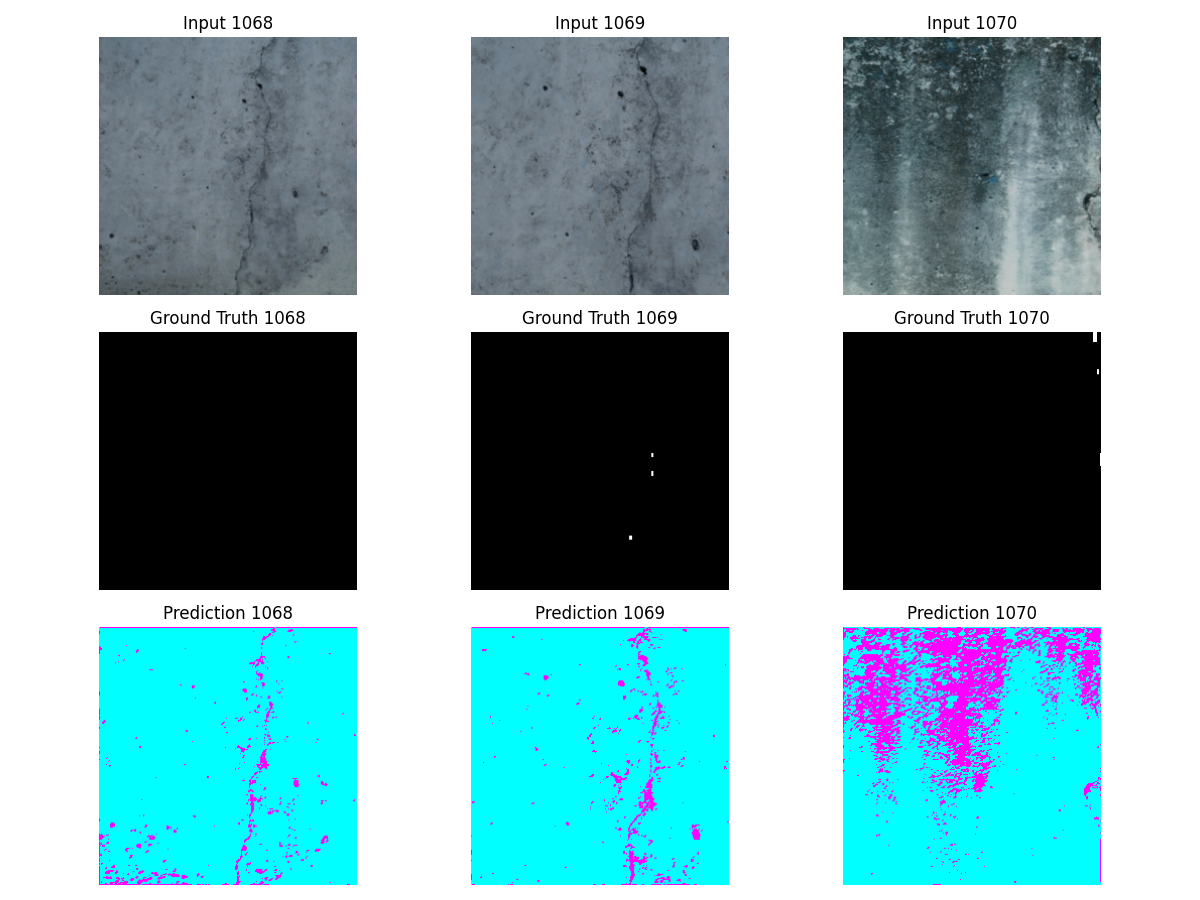 Input 1068
Input 1069
Input 1070
Ground Truth 1068
Ground Truth 1069
Ground Truth 1070
Prediction 1068
Prediction 1069
Prediction 1070